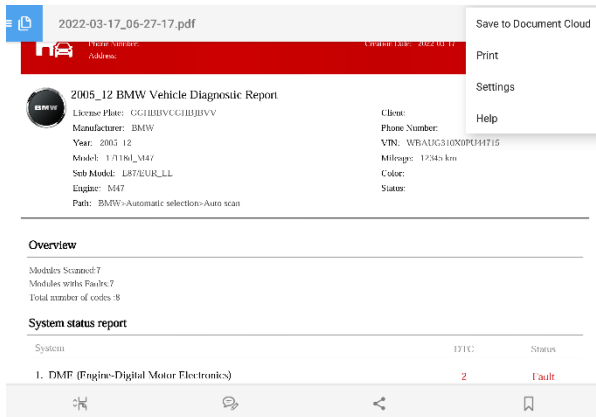 2022-03-17_06-27-17.pdf
Save to Document Cloud
Print
Settings
Help
Phone Number:
Address:
Creation Date: 2022 03 17
BMW
2005_12 BMW Vehicle Diagnostic Report
License Plate: GGHBBVCGHBJBVV
Manufacturer: BMW
Year: 2005 12
Model: 1/118d_M47
Sub Model: E87/EUR_LL
Engine: M47
Path: BMW>Automatic selection>Auto scan
Client:
Phone Number:
VIN: WBAUG310X0PU44715
Mileage: 12345 km
Color:
Status:
Overview
Modules Scanned:7
Modules withs Faults:7
Total number of codes :8
System status report
System DTC Status
1. DME (Engine-Digital Motor Electronics) 2 Fault